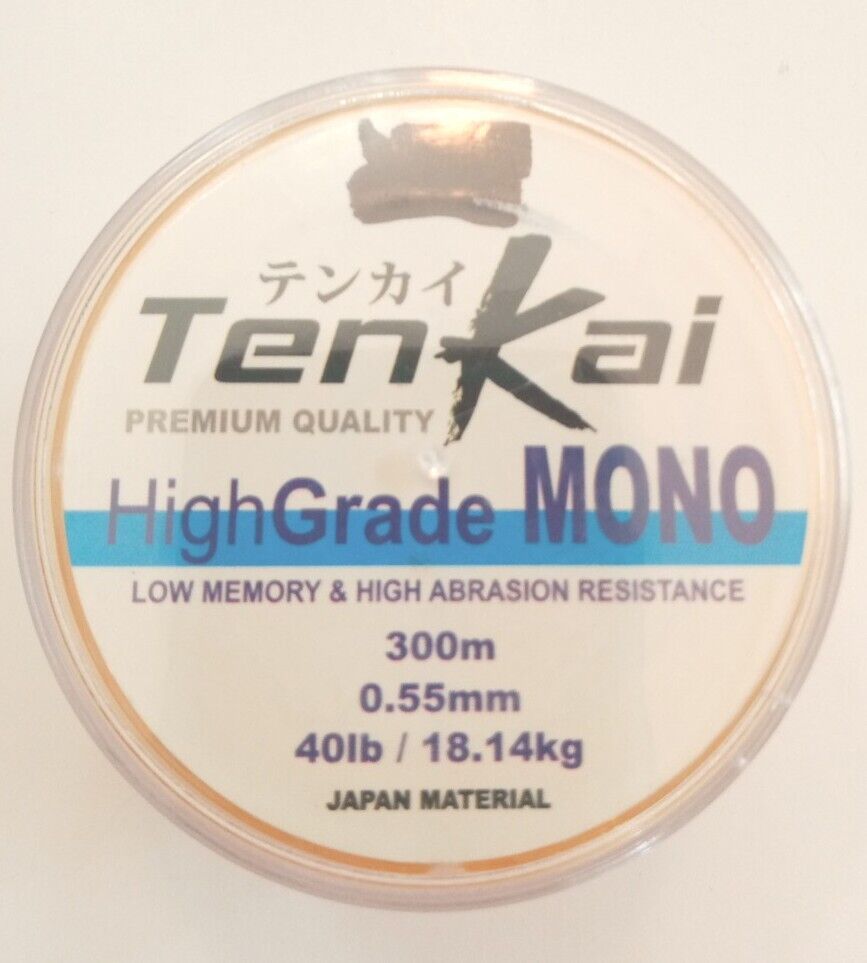 テンカイ
TenKai
PREMIUM QUALITY
HighGrade MONO
LOW MEMORY & HIGH ABRASION RESISTANCE
300m
0.55mm
40lb / 18.14kg
JAPAN MATERIAL